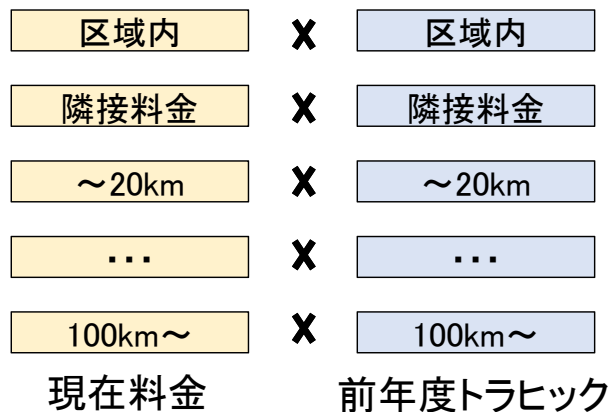 区域内 × 区域内
隣接料金 × 隣接料金
～20km × ～20km
・・・ × ・・・
100km～ × 100km～
現在料金 前年度トラヒック